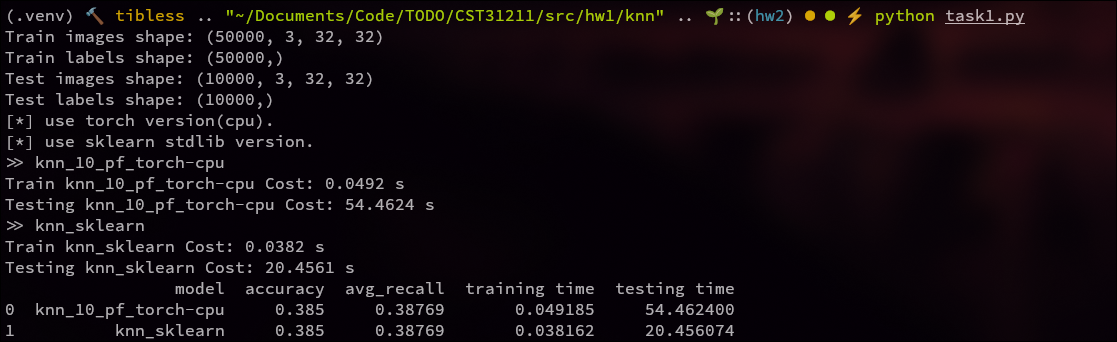 (.venv) 🔨 tibless .. "~/Documents/Code/TODO/CST31211/src/hw1/knn" .. 🌱::(hw2) ● ● ⚡ python task1.py
Train images shape: (50000, 3, 32, 32)
Train labels shape: (50000,)
Test images shape: (10000, 3, 32, 32)
Test labels shape: (10000,)
[*] use torch version(cpu).
[*] use sklearn stdlib version.
>> knn_10_pf_torch-cpu
Train knn_10_pf_torch-cpu Cost: 0.0492 s
Testing knn_10_pf_torch-cpu Cost: 54.4624 s
>> knn_sklearn
Train knn_sklearn Cost: 0.0382 s
Testing knn_sklearn Cost: 20.4561 s
model accuracy avg_recall training time testing time
0 knn_10_pf_torch-cpu 0.385 0.38769 0.049185 54.462400
1 knn_sklearn 0.385 0.38769 0.038162 20.456074